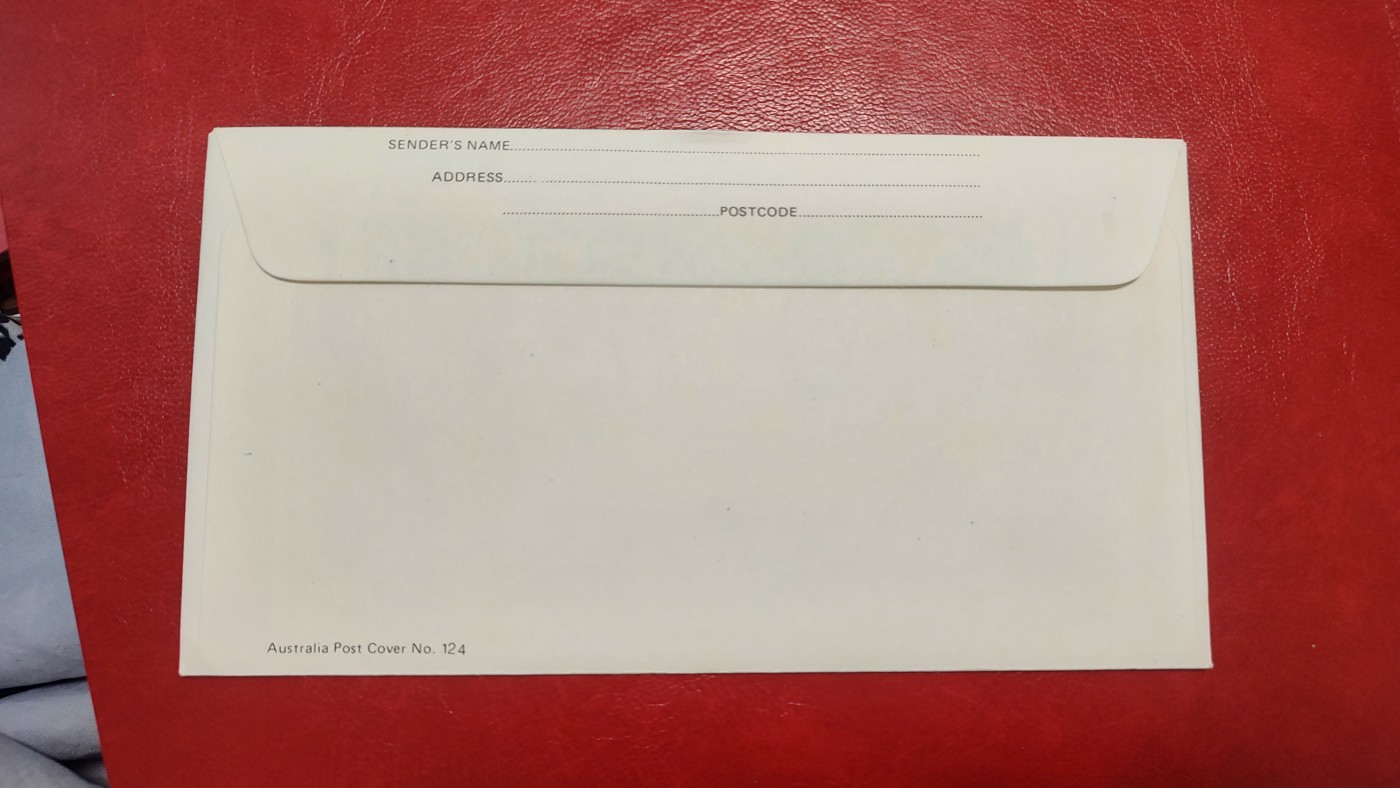 SENDER'S NAME........................................................................
ADDRESS........................................................................
........................................POSTCODE........................................
Australia Post Cover No. 124